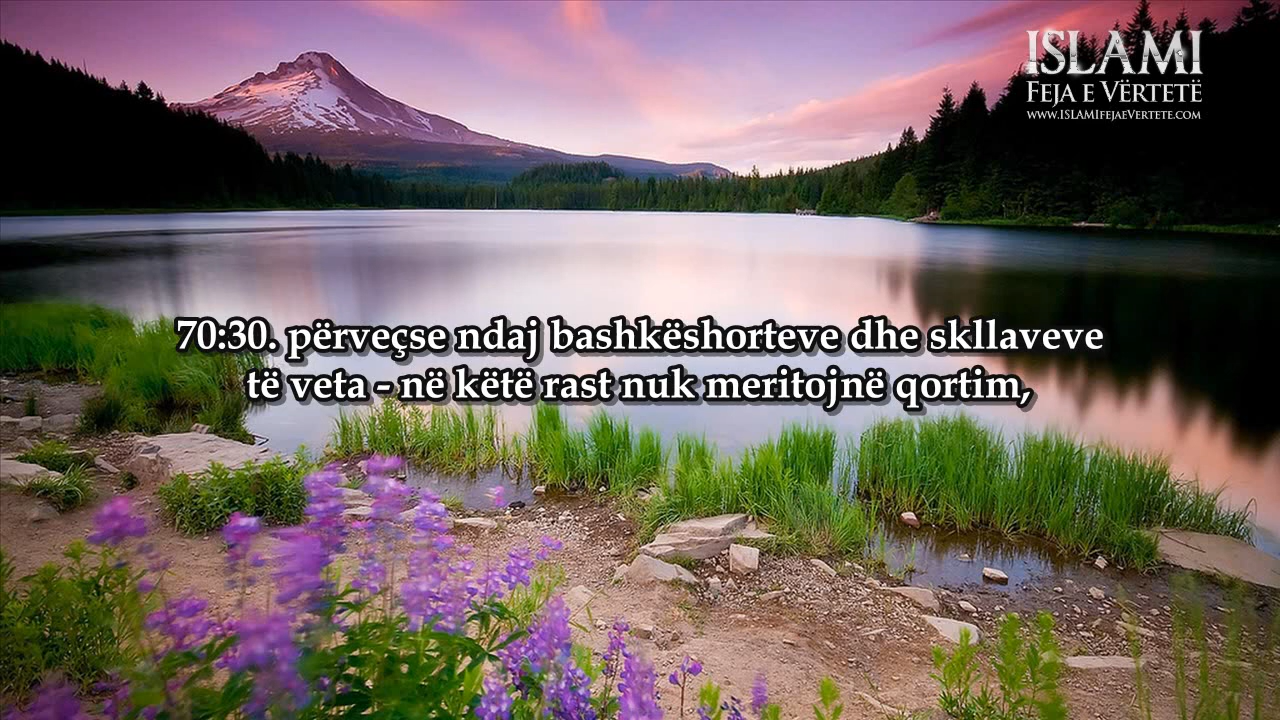 ISLAMI
FEJA E VËRTETË
WWW.ISLAMIFEJAEVERTETE.COM
70:30. përveçse ndaj bashkëshorteve dhe skllaveve
të veta - në këtë rast nuk meritojnë qortim,